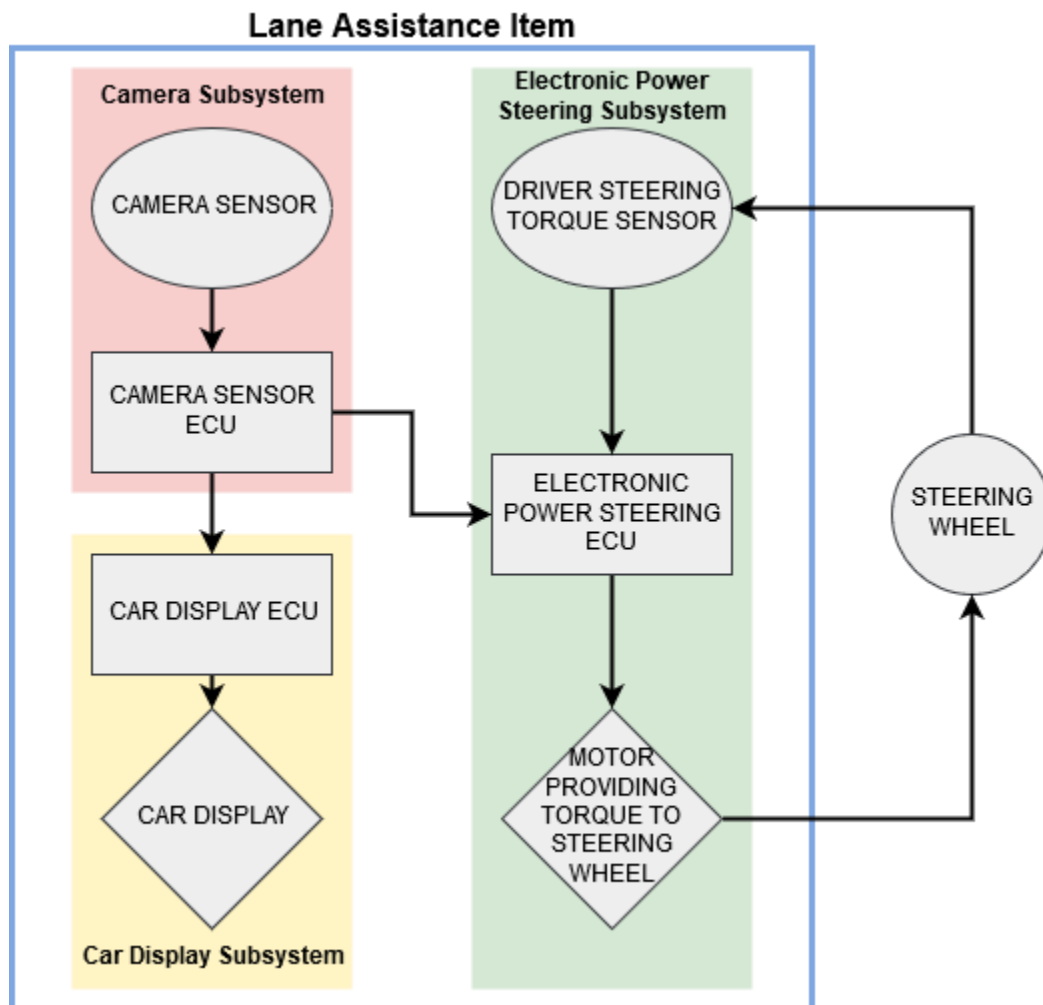 Lane Assistance Item
Camera Subsystem
CAMERA SENSOR
CAMERA SENSOR
ECU
CAR DISPLAY ECU
CAR DISPLAY
Car Display Subsystem
Electronic Power
Steering Subsystem
DRIVER STEERING
TORQUE SENSOR
ELECTRONIC
POWER STEERING
ECU
MOTOR
PROVIDING
TORQUE TO
STEERING
WHEEL
STEERING
WHEEL